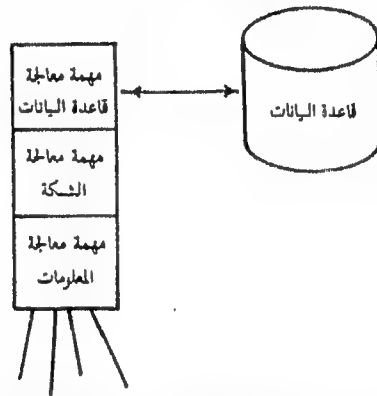 مهمة معالجة
قاعدة البيانات
قاعدة البيانات
مهمة معالجة
الشبكة
مهمة معالجة
المعلومات